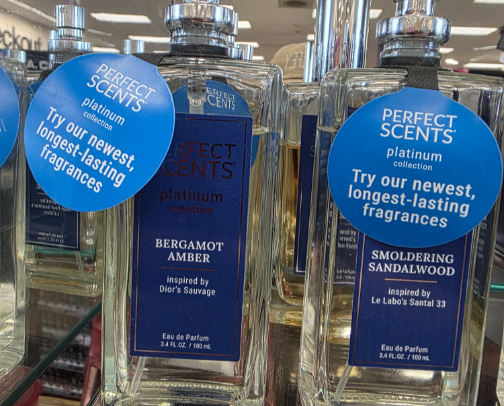 PERFECT
SCENTS
platinum
collection
Try our newest,
longest-lasting
fragrances
PERFECT
SCENTS
platinum
collection
BERGAMOT
AMBER
inspired by
Dior's Sauvage
Eau de Parfum
3.4 FL. OZ. / 100 mL
PERFECT
SCENTS
platinum
collection
Try our newest,
longest-lasting
fragrances
SMOLDERING
SANDALWOOD
inspired by
Le Labo's Santal 33
Eau de Parfum
3.4 FL. OZ. / 100 mL